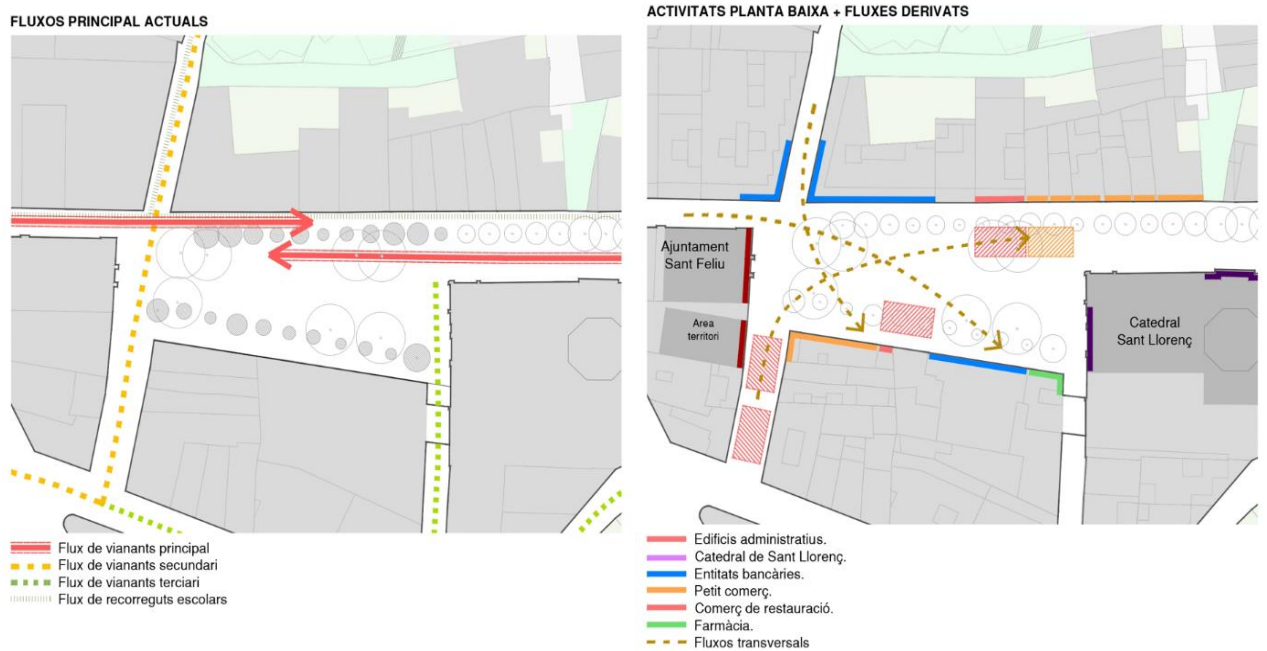 FLUXOS PRINCIPAL ACTUALS
Flux de vianants principal
Flux de vianants secundari
Flux de vianants terciari
Flux de recorreguts escolars
ACTIVITATS PLANTA BAIXA + FLUXES DERIVATS
Ajuntament
Sant Feliu
Area
territori
Catedral
Sant Llorenç
Edificis administratius.
Catedral de Sant Llorenç.
Entitats bancàries.
Petit comerç.
Comerç de restauració.
Farmàcia.
Fluxos transversals